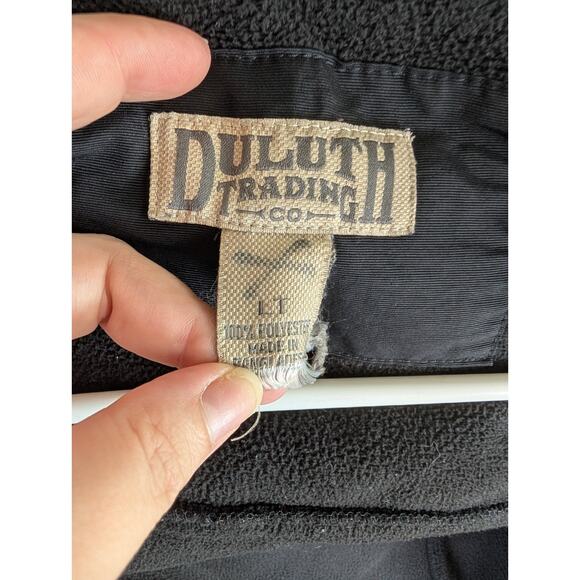 DULUTH
TRADING
CO
LT
100% POLYESTER
MADE IN
BANGLADESH